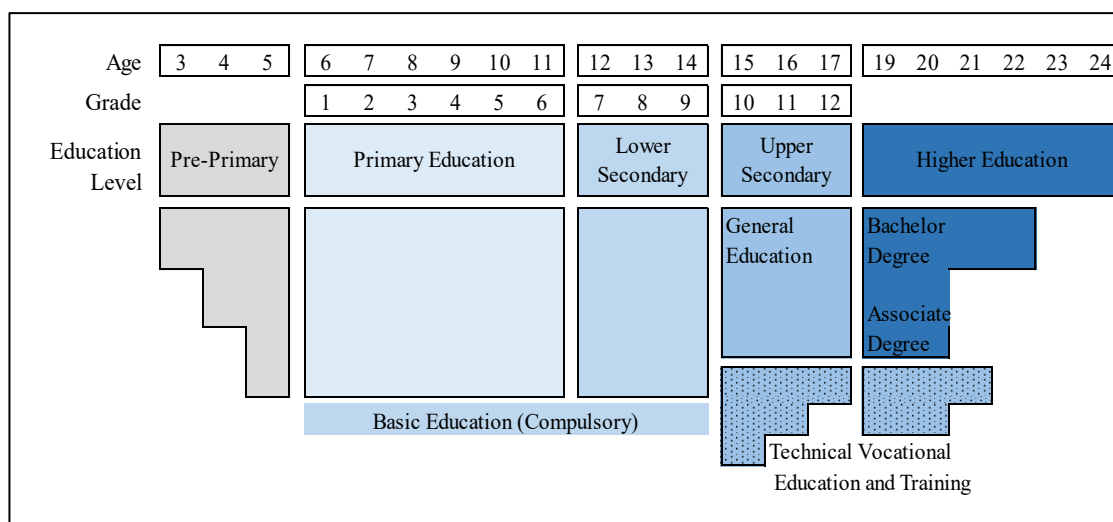 Age 3 4 5 6 7 8 9 10 11 12 13 14 15 16 17 19 20 21 22 23 24
Grade 1 2 3 4 5 6 7 8 9 10 11 12
Education
Level
Pre-Primary
Primary Education
Lower
Secondary
Upper
Secondary
Higher Education
General
Education
Bachelor
Degree
Associate
Degree
Basic Education (Compulsory)
Technical Vocational
Education and Training